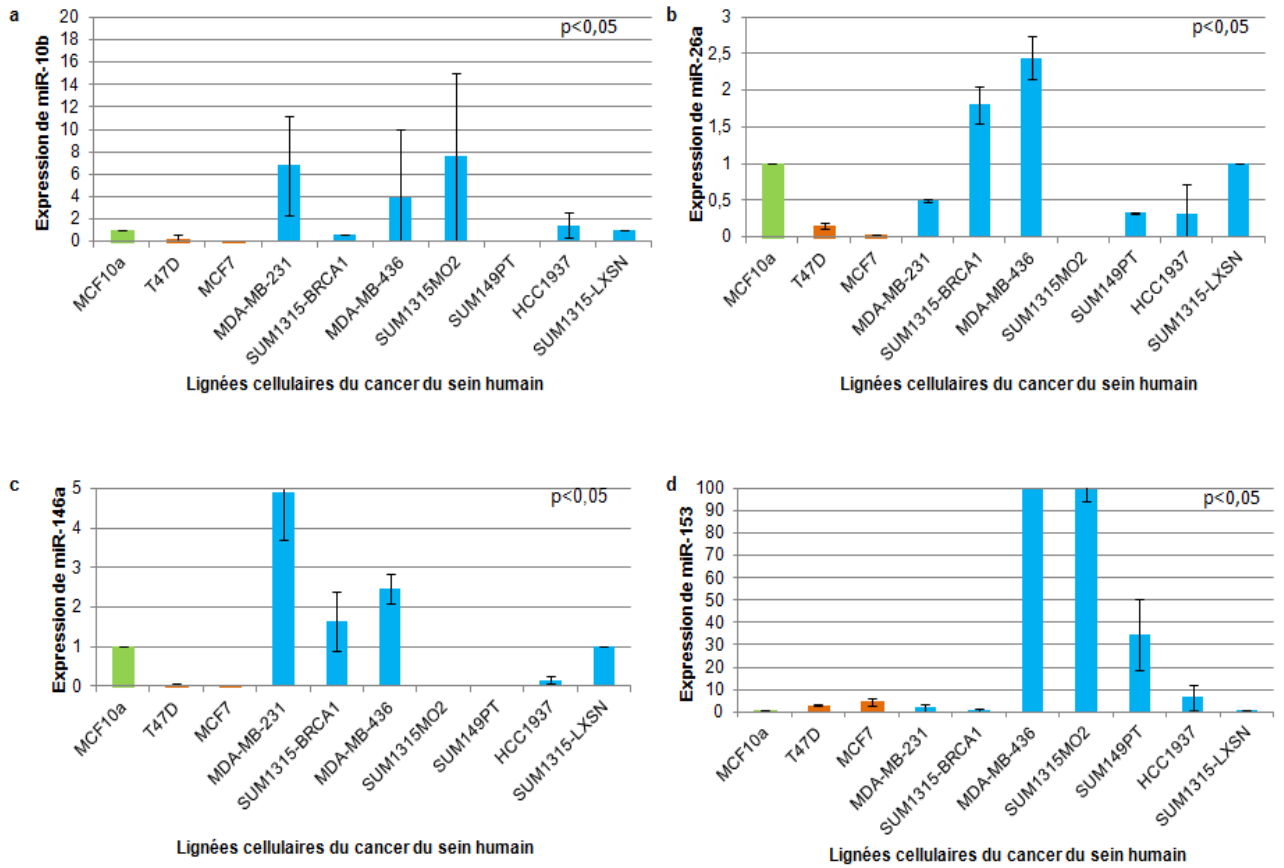 a
Expression de miR-10b
20
18
16
14
12
10
8
6
4
2
0
p<0,05
MCF10a
T47D
MCF7
MDA-MB-231
SUM1315-BRCA1
MDA-MB-436
SUM1315MO2
SUM149PT
HCC1937
SUM1315-LXSN
Lignées cellulaires du cancer du sein humain
b
Expression de miR-26a
3
2,5
2
1,5
1
0,5
0
p<0,05
MCF10a
T47D
MCF7
MDA-MB-231
SUM1315-BRCA1
MDA-MB-436
SUM1315MO2
SUM149PT
HCC1937
SUM1315-LXSN
Lignées cellulaires du cancer du sein humain
c
Expression de miR-146a
5
4
3
2
1
0
p<0,05
MCF10a
T47D
MCF7
MDA-MB-231
SUM1315-BRCA1
MDA-MB-436
SUM1315MO2
SUM149PT
HCC1937
SUM1315-LXSN
Lignées cellulaires du cancer du sein humain
d
Expression de miR-153
100
90
80
70
60
50
40
30
20
10
0
p<0,05
MCF10a
T47D
MCF7
MDA-MB-231
SUM1315-BRCA1
MDA-MB-436
SUM1315MO2
SUM149PT
HCC1937
SUM1315-LXSN
Lignées cellulaires du cancer du sein humain